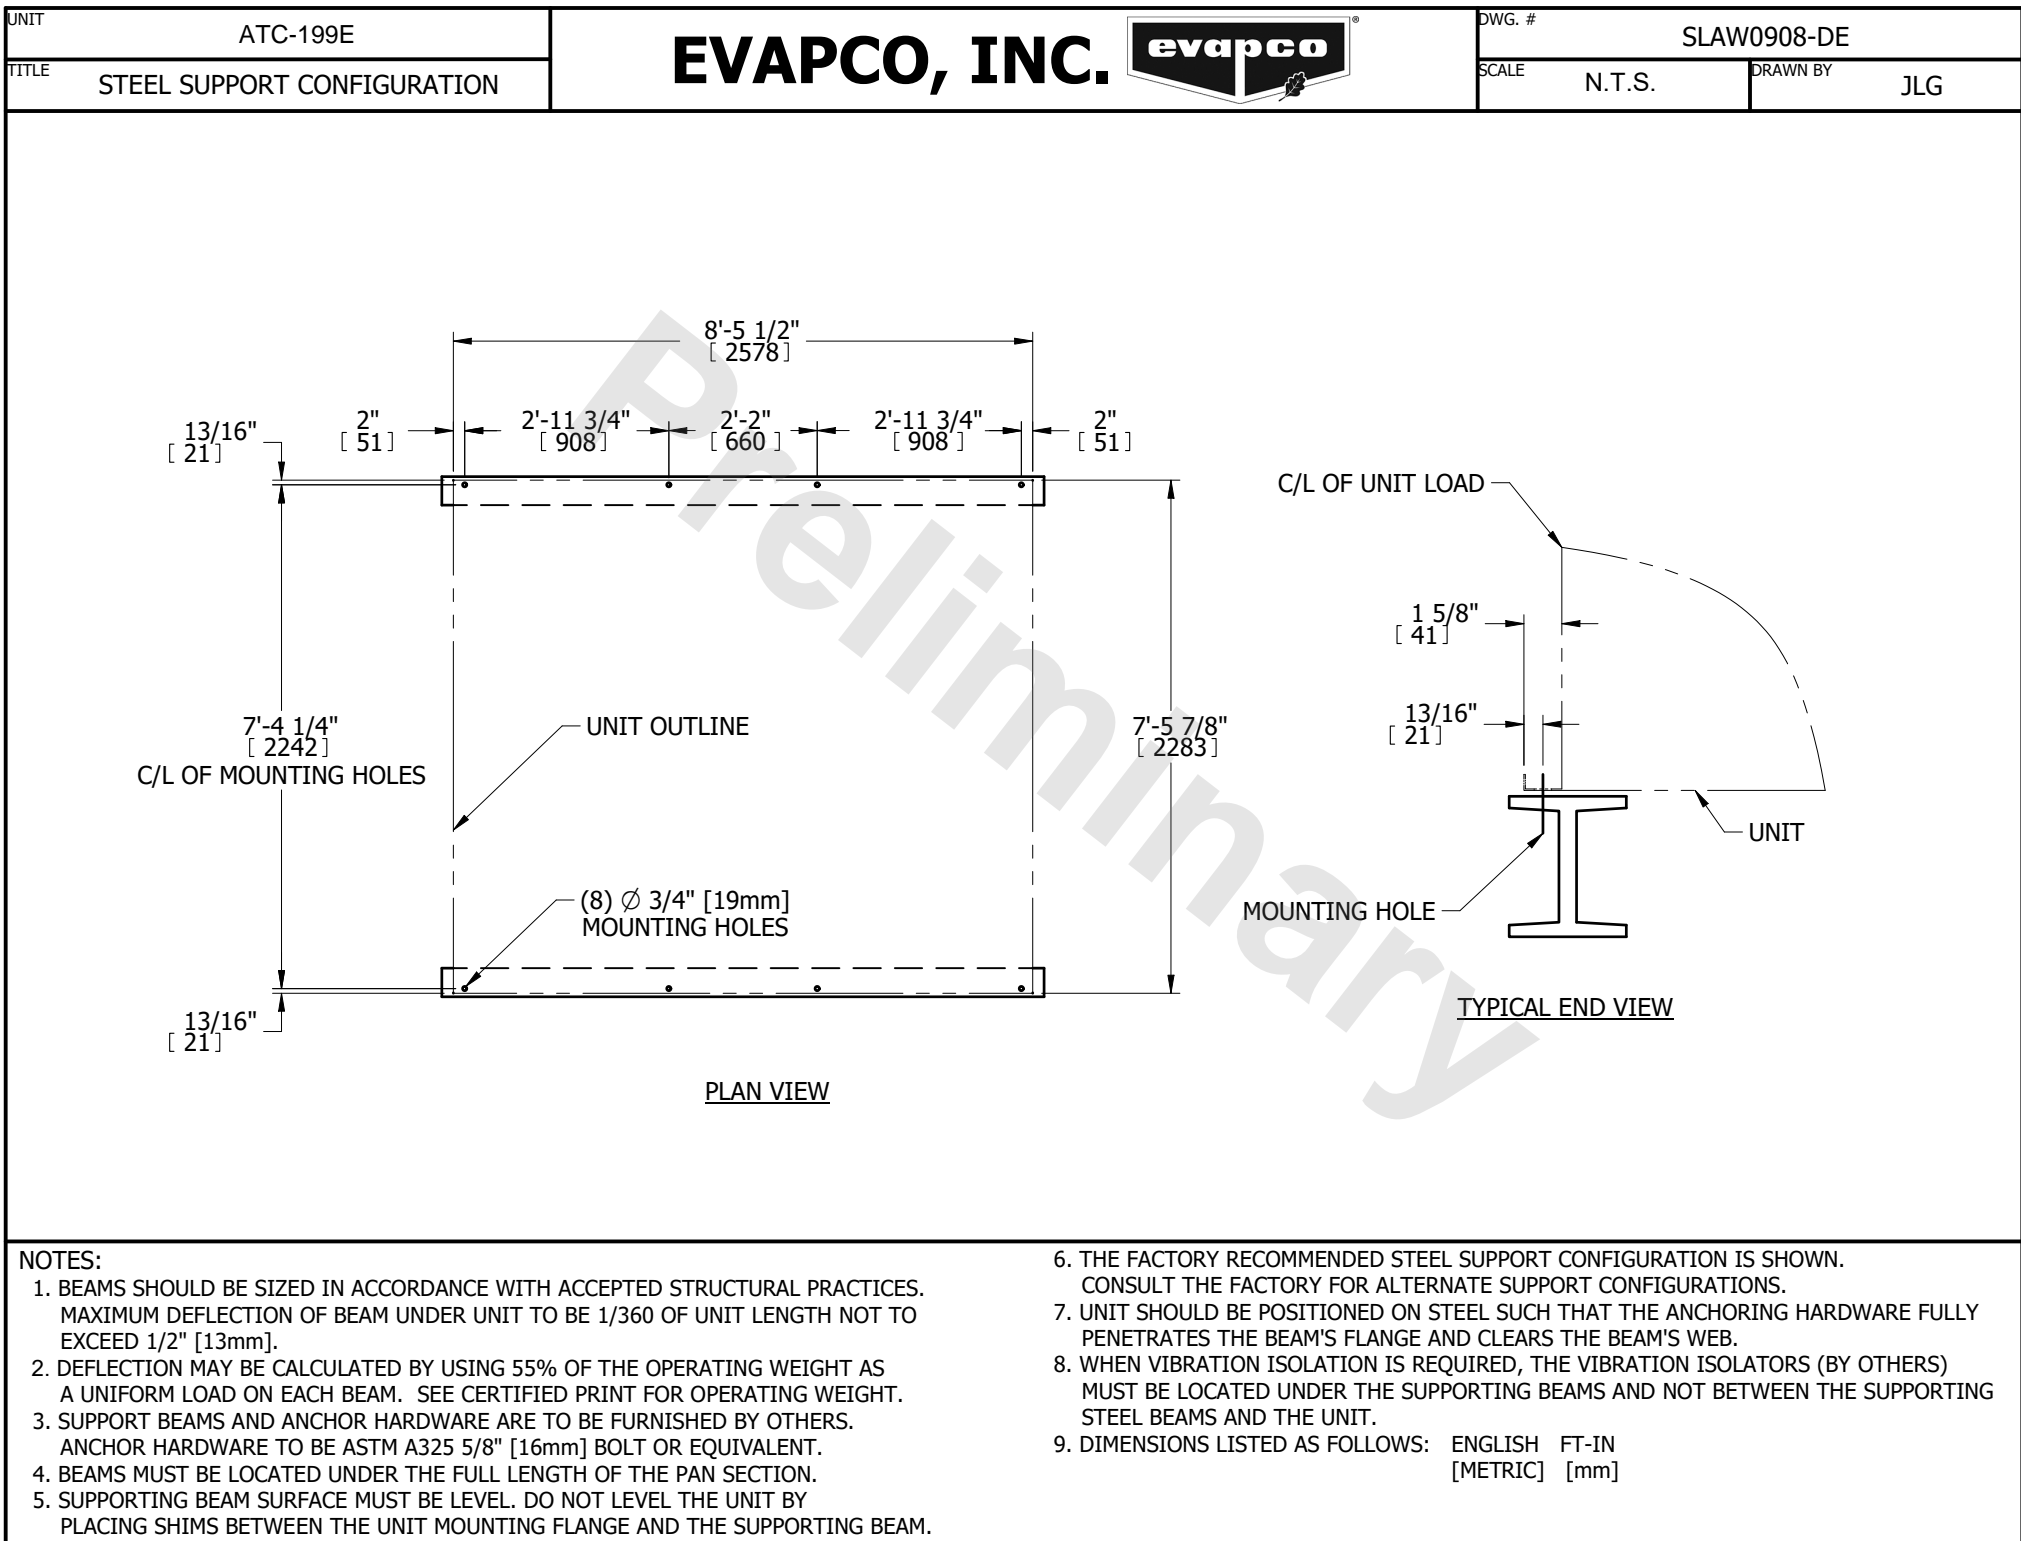 UNIT
ATC-199E
TITLE
STEEL SUPPORT CONFIGURATION
EVAPCO, INC.
evapco
®
DWG. #
SLAW0908-DE
SCALE
N.T.S.
DRAWN BY
JLG
8'-5 1/2"
[ 2578 ]
13/16"
[ 21 ]
2"
[ 51 ]
2'-11 3/4"
[ 908 ]
2'-2"
[ 660 ]
2'-11 3/4"
[ 908 ]
2"
[ 51 ]
7'-4 1/4"
[ 2242 ]
C/L OF MOUNTING HOLES
UNIT OUTLINE
7'-5 7/8"
[ 2283 ]
(8) ∅ 3/4" [19mm]
MOUNTING HOLES
13/16"
[ 21 ]
PLAN VIEW
C/L OF UNIT LOAD
1 5/8"
[ 41 ]
13/16"
[ 21 ]
UNIT
MOUNTING HOLE
TYPICAL END VIEW
Preliminary
NOTES:
1. BEAMS SHOULD BE SIZED IN ACCORDANCE WITH ACCEPTED STRUCTURAL PRACTICES.
MAXIMUM DEFLECTION OF BEAM UNDER UNIT TO BE 1/360 OF UNIT LENGTH NOT TO
EXCEED 1/2" [13mm].
2. DEFLECTION MAY BE CALCULATED BY USING 55% OF THE OPERATING WEIGHT AS
A UNIFORM LOAD ON EACH BEAM. SEE CERTIFIED PRINT FOR OPERATING WEIGHT.
3. SUPPORT BEAMS AND ANCHOR HARDWARE ARE TO BE FURNISHED BY OTHERS.
ANCHOR HARDWARE TO BE ASTM A325 5/8" [16mm] BOLT OR EQUIVALENT.
4. BEAMS MUST BE LOCATED UNDER THE FULL LENGTH OF THE PAN SECTION.
5. SUPPORTING BEAM SURFACE MUST BE LEVEL. DO NOT LEVEL THE UNIT BY
PLACING SHIMS BETWEEN THE UNIT MOUNTING FLANGE AND THE SUPPORTING BEAM.
6. THE FACTORY RECOMMENDED STEEL SUPPORT CONFIGURATION IS SHOWN.
CONSULT THE FACTORY FOR ALTERNATE SUPPORT CONFIGURATIONS.
7. UNIT SHOULD BE POSITIONED ON STEEL SUCH THAT THE ANCHORING HARDWARE FULLY
PENETRATES THE BEAM'S FLANGE AND CLEARS THE BEAM'S WEB.
8. WHEN VIBRATION ISOLATION IS REQUIRED, THE VIBRATION ISOLATORS (BY OTHERS)
MUST BE LOCATED UNDER THE SUPPORTING BEAMS AND NOT BETWEEN THE SUPPORTING
STEEL BEAMS AND THE UNIT.
9. DIMENSIONS LISTED AS FOLLOWS: ENGLISH FT-IN
[METRIC] [mm]